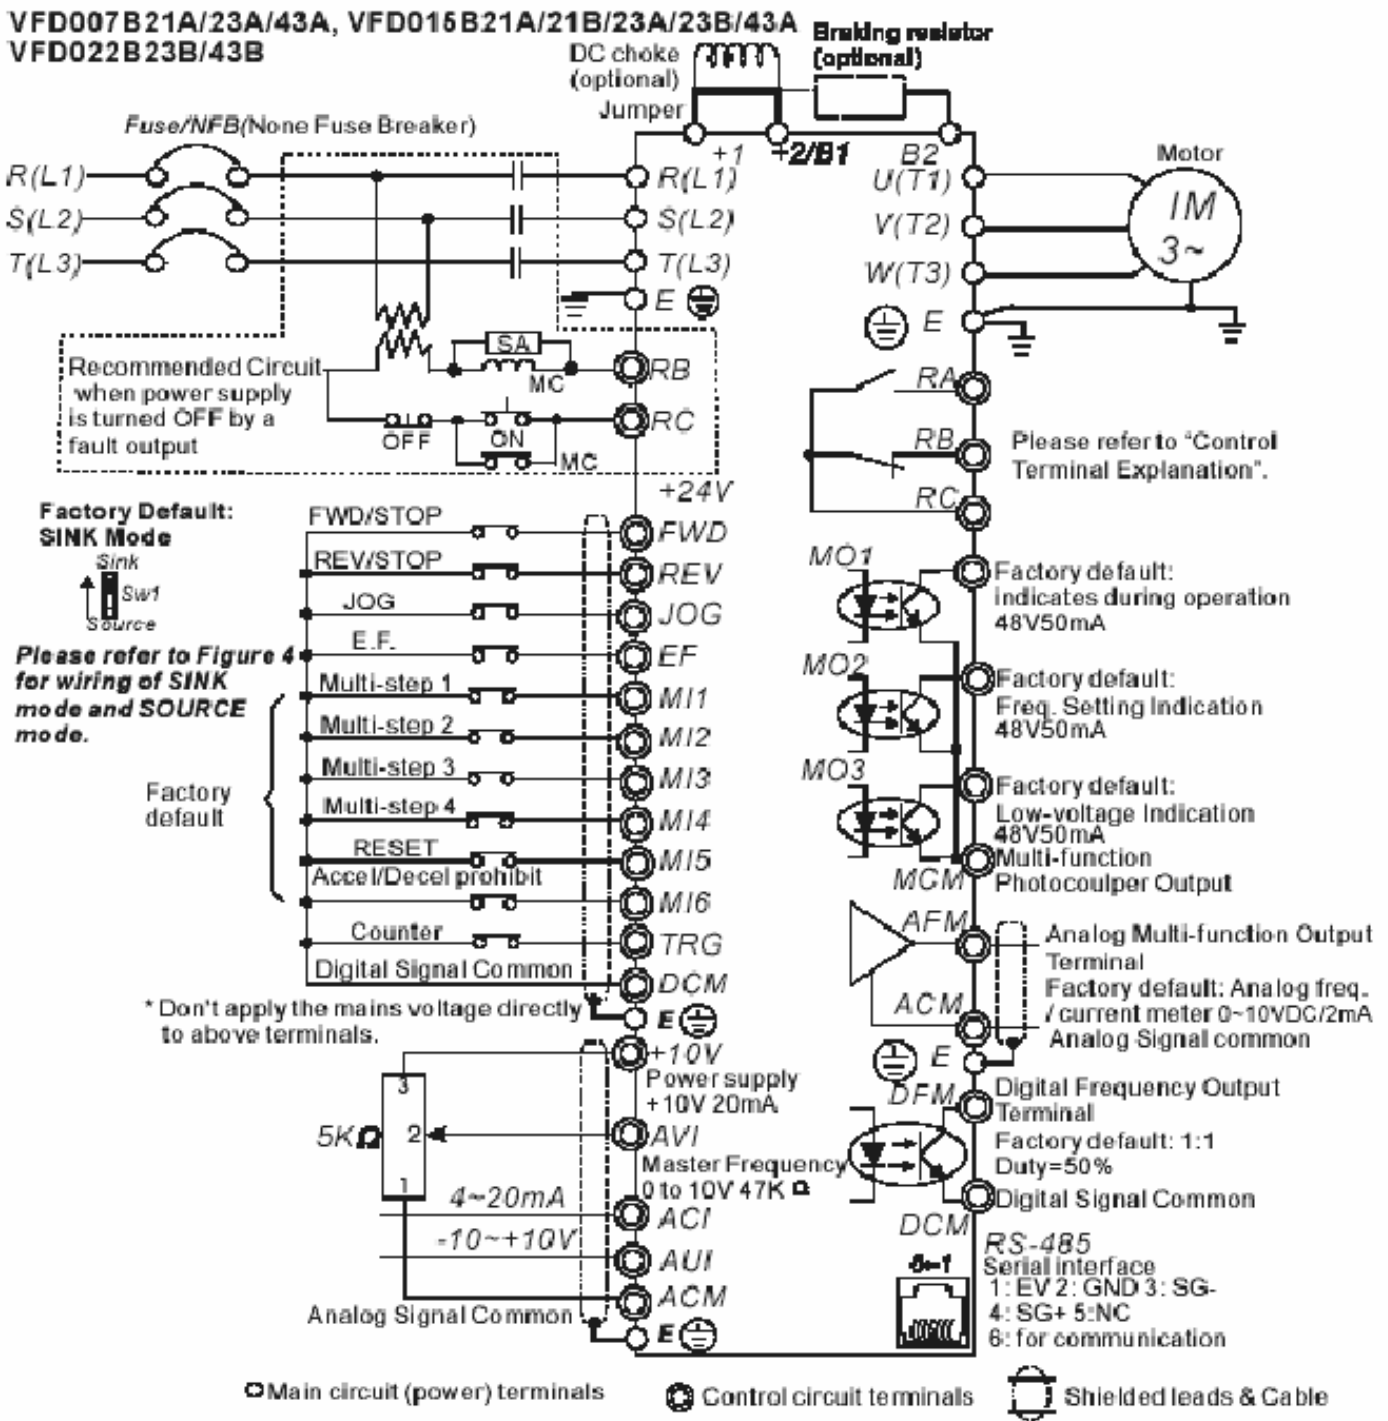 VFD007B21A/23A/43A, VFD015B21A/21B/23A/23B/43A
VFD022B23B/43B
DC choke
(optional)
Jumper
Braking resistor
(optional)
Fuse/NFB(None Fuse Breaker)
+1
+2/B1
B2
R(L1)
S(L2)
T(L3)
R(L1)
S(L2)
T(L3)
E
U(T1)
V(T2)
W(T3)
E
Motor
IM
3~
Recommended Circuit
when power supply
is turned OFF by a
fault output
SA
MC
OFF
ON
MC
RB
RC
RA
RB
RC
Please refer to "Control
Terminal Explanation".
+24V
Factory Default:
SINK Mode
Sink
Sw1
Source
Please refer to Figure 4
for wiring of SINK
mode and SOURCE
mode.
Factory
default
FWD/STOP
FWD
REV/STOP
REV
JOG
JOG
E.F.
EF
Multi-step 1
MI1
Multi-step 2
MI2
Multi-step 3
MI3
Multi-step 4
MI4
RESET
MI5
Accel/Decel prohibit
MI6
Counter
TRG
Digital Signal Common
DCM
* Don't apply the mains voltage directly
to above terminals.
E
MO1
Factory default:
indicates during operation
48V50mA
MO2
Factory default:
Freq. Setting Indication
48V50mA
MO3
Factory default:
Low-voltage Indication
48V50mA
MCM
Multi-function
Photocoulper Output
AFM
Analog Multi-function Output
Terminal
Factory default: Analog freq.
/ current meter 0~10VDC/2mA
ACM
Analog Signal common
E
+10V
Power supply
+10V 20mA
3
5KΩ
2
1
AVI
Master Frequency
0 to 10V 47KΩ
4~20mA
ACI
-10~+10V
AUI
ACM
Analog Signal Common
E
DFM
Digital Frequency Output
Terminal
Factory default: 1:1
Duty=50%
Digital Signal Common
DCM
RS-485
Serial interface
6←1
1: EV 2: GND 3: SG-
4: SG+ 5:NC
6: for communication
Main circuit (power) terminals
Control circuit terminals
Shielded leads & Cable